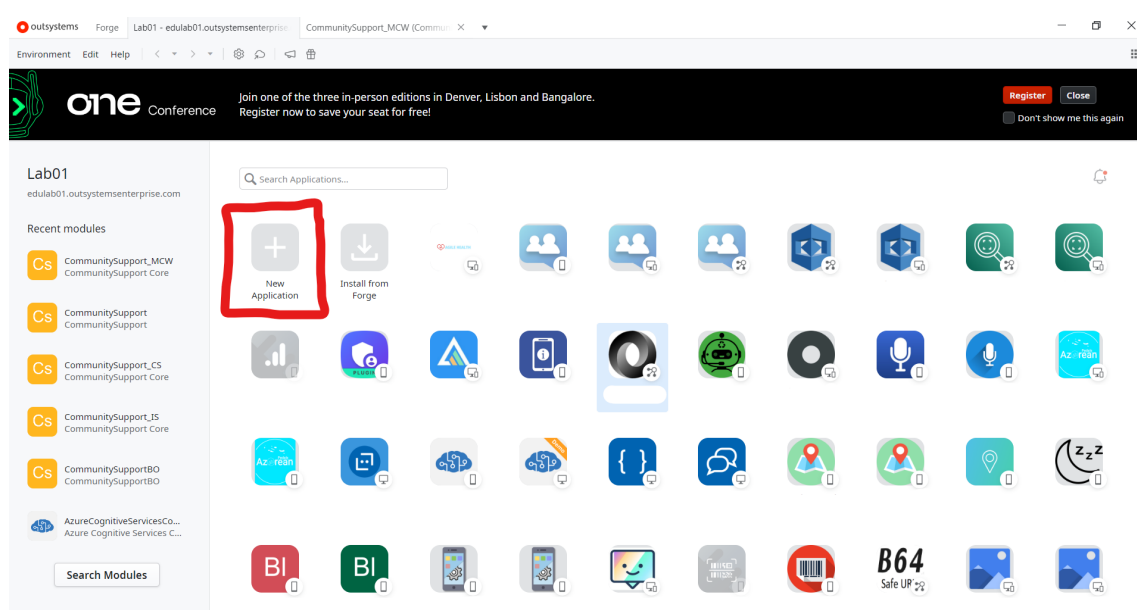 outsystems
Forge
Lab01 - edulab01.outsystemsenterprise
CommunitySupport_MCW (Commun
Environment Edit Help
one Conference
Join one of the three in-person editions in Denver, Lisbon and Bangalore.
Register now to save your seat for free!
Register
Close
Don't show me this again
Lab01
edulab01.outsystemsenterprise.com
Recent modules
Cs
CommunitySupport_MCW
CommunitySupport Core
Cs
CommunitySupport
CommunitySupport
Cs
CommunitySupport_CS
CommunitySupport Core
Cs
CommunitySupport_IS
CommunitySupport Core
Cs
CommunitySupportBO
CommunitySupportBO
AzureCognitiveServicesCo...
Azure Cognitive Services C...
Search Modules
Search Applications...
New
Application
Install from
Forge
PLUGIN
BI
BI
B64
Safe UR